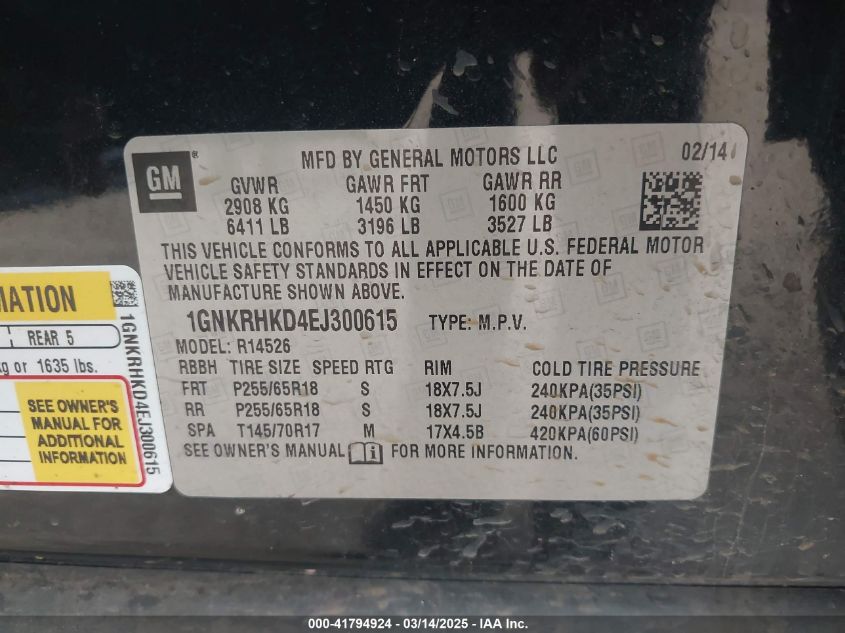 GM
®
MFD BY GENERAL MOTORS LLC
02/14
GVWR GAWR FRT GAWR RR
2908 KG 1450 KG 1600 KG
6411 LB 3196 LB 3527 LB
THIS VEHICLE CONFORMS TO ALL APPLICABLE U.S. FEDERAL MOTOR
VEHICLE SAFETY STANDARDS IN EFFECT ON THE DATE OF
MANUFACTURE SHOWN ABOVE.
1GNKRHKD4EJ300615 TYPE: M.P.V.
MODEL: R14526
RBBH TIRE SIZE SPEED RTG RIM COLD TIRE PRESSURE
FRT P255/65R18 S 18X7.5J 240KPA(35PSI)
RR P255/65R18 S 18X7.5J 240KPA(35PSI)
SPA T145/70R17 M 17X4.5B 420KPA(60PSI)
SEE OWNER'S MANUAL FOR MORE INFORMATION.
MATION
REAR 5
kg or 1635 lbs.
SEE OWNER'S
MANUAL FOR
ADDITIONAL
INFORMATION
1GNKRHKD4EJ300615
000-41794924 - 03/14/2025 - IAA Inc.